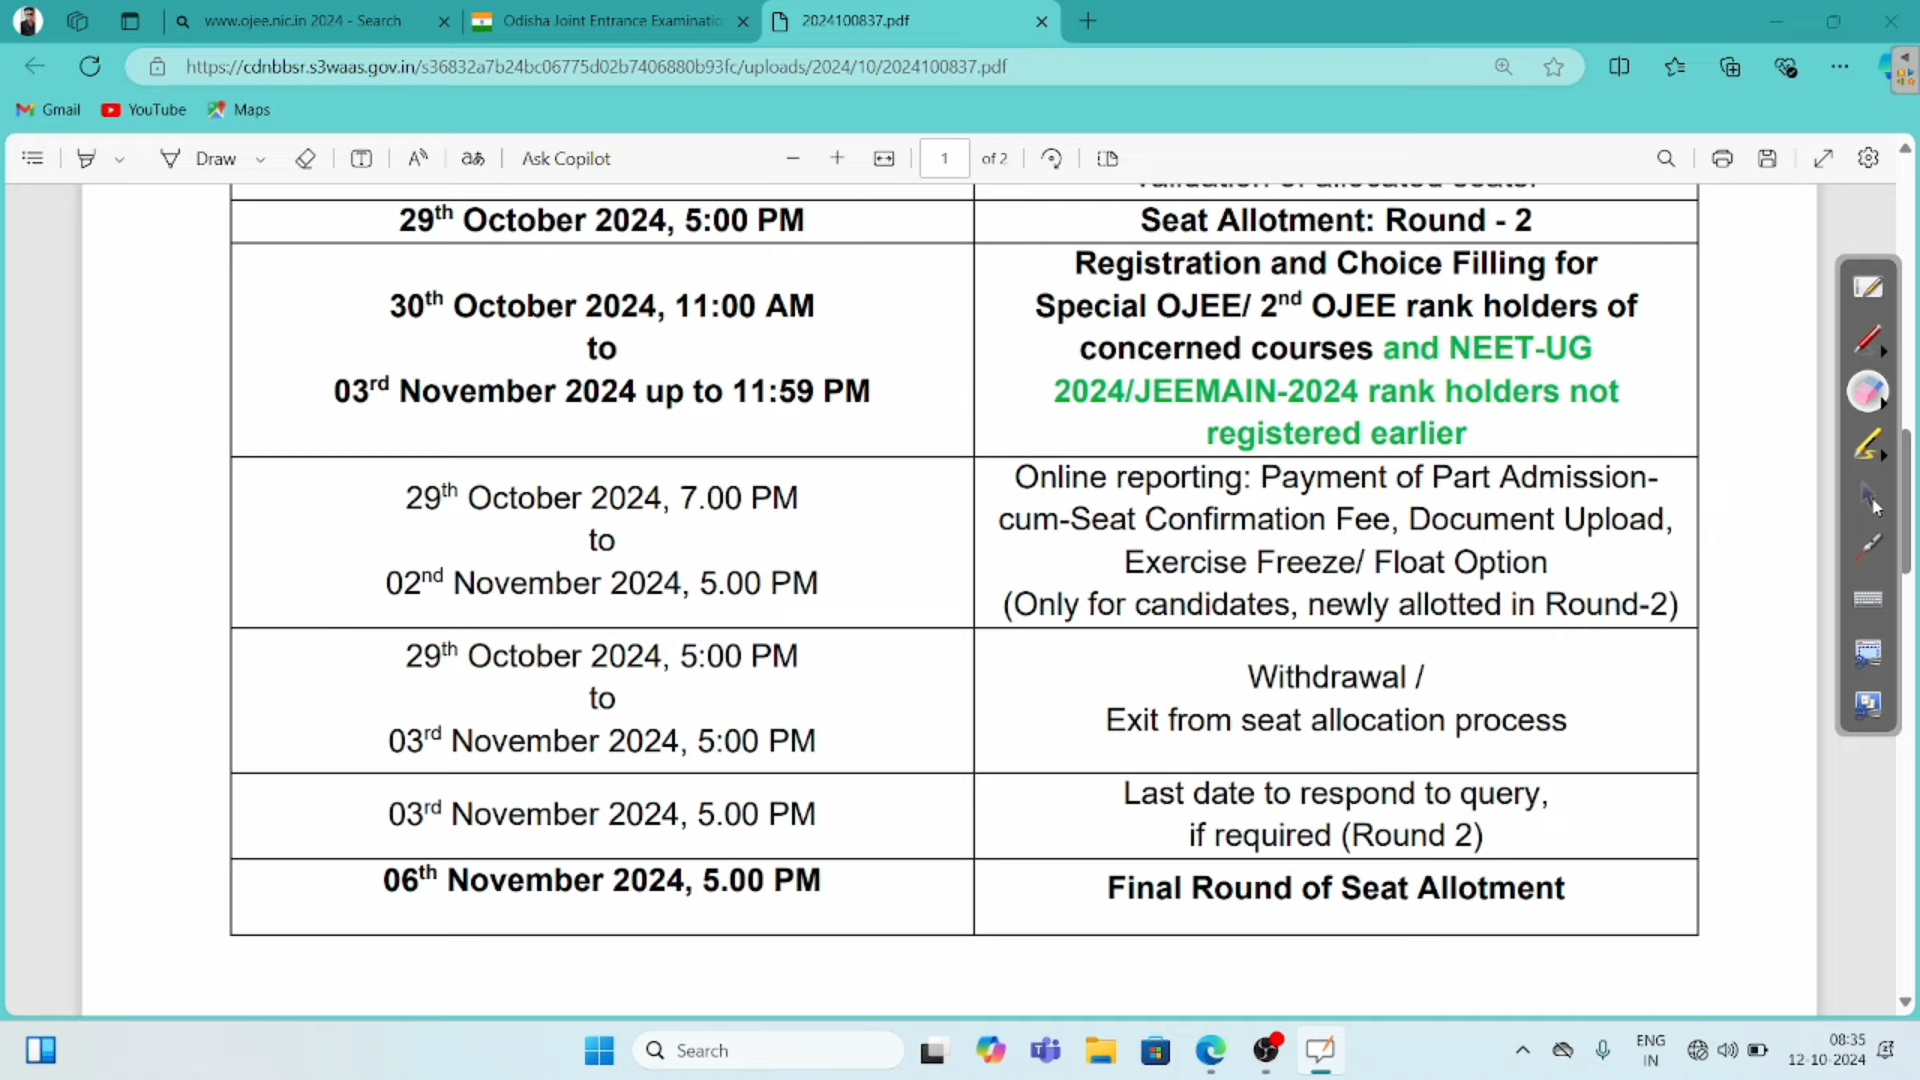 www.ojee.nic.in 2024 - Search
Odisha Joint Entrance Examinatio
2024100837.pdf
https://cdnbbsr.s3waas.gov.in/s36832a7b24bc06775d02b7406880b93fc/uploads/2024/10/2024100837.pdf
Gmail
YouTube
Maps
Draw
Ask Copilot
1
of 2
validation of allocated seats.
29th October 2024, 5:00 PM
Seat Allotment: Round - 2
30th October 2024, 11:00 AM
to
03rd November 2024 up to 11:59 PM
Registration and Choice Filling for
Special OJEE/ 2nd OJEE rank holders of
concerned courses and NEET-UG
2024/JEEMAIN-2024 rank holders not
registered earlier
29th October 2024, 7.00 PM
to
02nd November 2024, 5.00 PM
Online reporting: Payment of Part Admission-
cum-Seat Confirmation Fee, Document Upload,
Exercise Freeze/ Float Option
(Only for candidates, newly allotted in Round-2)
29th October 2024, 5:00 PM
to
03rd November 2024, 5:00 PM
Withdrawal /
Exit from seat allocation process
03rd November 2024, 5.00 PM
Last date to respond to query,
if required (Round 2)
06th November 2024, 5.00 PM
Final Round of Seat Allotment
Search
ENG
IN
08:35
12-10-2024